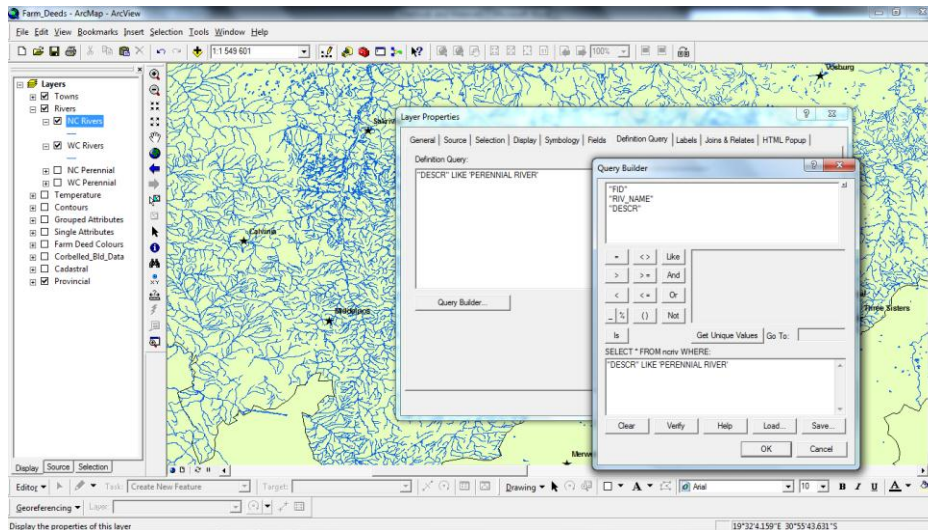 Farm_Deeds - ArcMap - ArcView
File Edit View Bookmarks Insert Selection Tools Window Help
1:1 549 601
100%
Layers
Towns
Rivers
NC Rivers
WC Rivers
NC Perennial
WC Perennial
Temperature
Contours
Grouped Attributes
Single Attributes
Farm Deed Colours
Corbelled_Bld_Data
Cadastral
Provincial
Display Source Selection
Vosburg
Calvinia
Middelpos
Three Sisters
Layer Properties
General Source Selection Display Symbology Fields Definition Query Labels Joins & Relates HTML Popup
Definition Query:
"DESCR" LIKE 'PERENNIAL RIVER'
Query Builder...
Query Builder
"FID"
"RIV_NAME"
"DESCR"
= < > Like
> > = And
< < = Or
_ % ( ) Not
Is Get Unique Values Go To:
SELECT * FROM ncriv WHERE:
"DESCR" LIKE 'PERENNIAL RIVER'
Clear Verify Help Load... Save...
OK Cancel
Editor Task: Create New Feature Target: Drawing A Arial 10 B I U A
Georeferencing Layer:
Display the properties of this layer 19°32'4.159"E 30°55'43.631"S